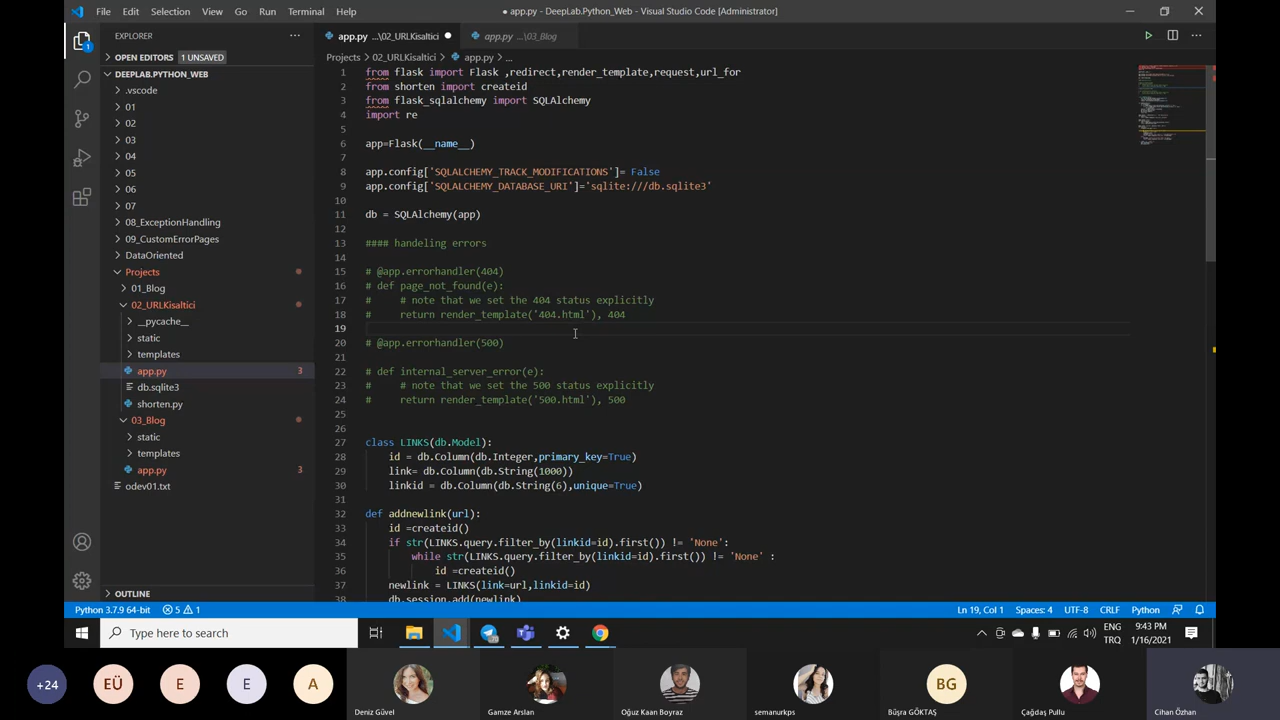 File Edit Selection View Go Run Terminal Help
● app.py - DeepLab.Python_Web - Visual Studio Code [Administrator]
EXPLORER
OPEN EDITORS 1 UNSAVED
DEEPLAB.PYTHON_WEB
.vscode
01
02
03
04
05
06
07
08_ExceptionHandling
09_CustomErrorPages
DataOriented
Projects
01_Blog
02_URLKisaltici
__pycache__
static
templates
app.py 3
db.sqlite3
shorten.py
03_Blog
static
templates
app.py 3
odev01.txt
OUTLINE
1
app.py ...\02_URLKisaltici
app.py ...\03_Blog
Projects > 02_URLKisaltici > app.py > ...
1 from flask import Flask ,redirect,render_template,request,url_for
2 from shorten import createid
3 from flask_sqlalchemy import SQLAlchemy
4 import re
5
6 app=Flask(__name__)
7
8 app.config['SQLALCHEMY_TRACK_MODIFICATIONS']= False
9 app.config['SQLALCHEMY_DATABASE_URI']='sqlite:///db.sqlite3'
10
11 db = SQLAlchemy(app)
12
13 #### handeling errors
14
15 # @app.errorhandler(404)
16 # def page_not_found(e):
17 #     # note that we set the 404 status explicitly
18 #     return render_template('404.html'), 404
19
20 # @app.errorhandler(500)
21
22 # def internal_server_error(e):
23 #     # note that we set the 500 status explicitly
24 #     return render_template('500.html'), 500
25
26
27 class LINKS(db.Model):
28     id = db.Column(db.Integer,primary_key=True)
29     link= db.Column(db.String(1000))
30     linkid = db.Column(db.String(6),unique=True)
31
32 def addnewlink(url):
33     id =createid()
34     if str(LINKS.query.filter_by(linkid=id).first()) != 'None':
35         while str(LINKS.query.filter_by(linkid=id).first()) != 'None' :
36             id =createid()
37     newlink = LINKS(link=url,linkid=id)
38     db.session.add(newlink)
Python 3.7.9 64-bit 5 1 Ln 19, Col 1 Spaces: 4 UTF-8 CRLF Python
Type here to search
ENG
TRQ
9:43 PM
1/16/2021
+24 EÜ E E A BG
Deniz Güvel Gamze Arslan Oğuz Kaan Boyraz semanurkps Büşra GÖKTAŞ Çağdaş Pullu Cihan Özhan